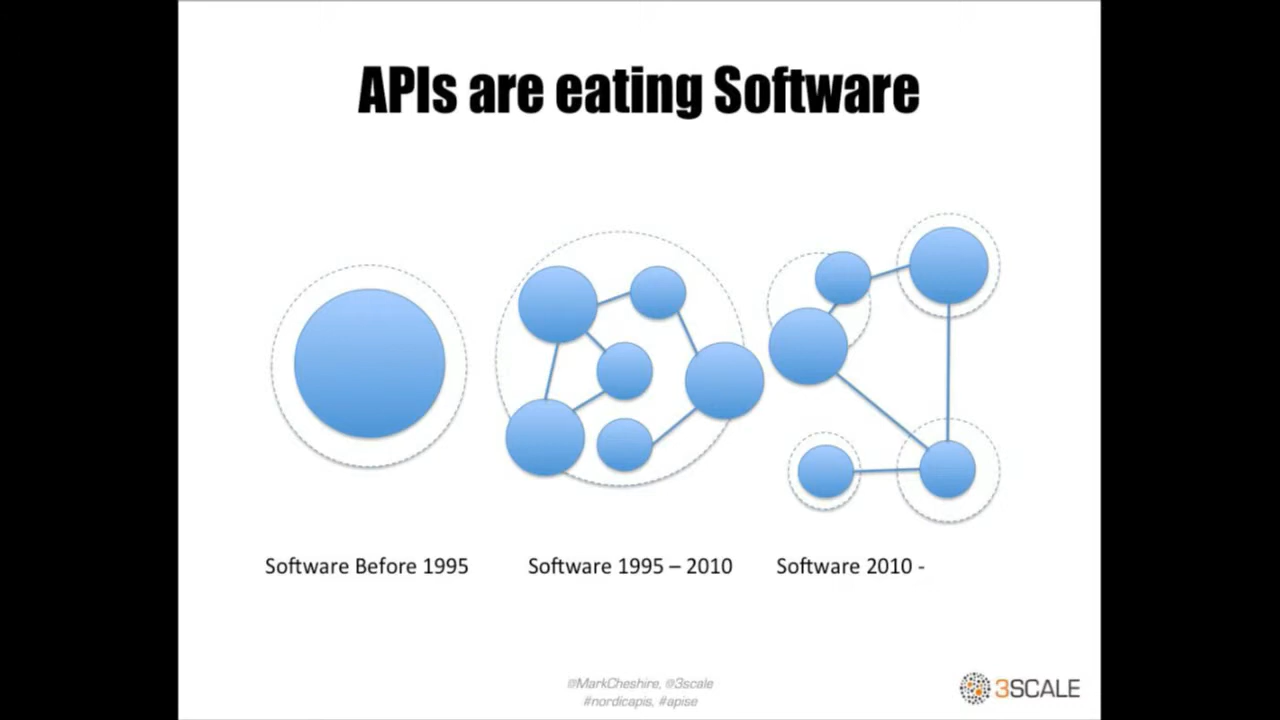 APIs are eating Software
Software Before 1995
Software 1995 – 2010
Software 2010 -
@MarkCheshire, @3scale
#nordicapis, #apise
3SCALE